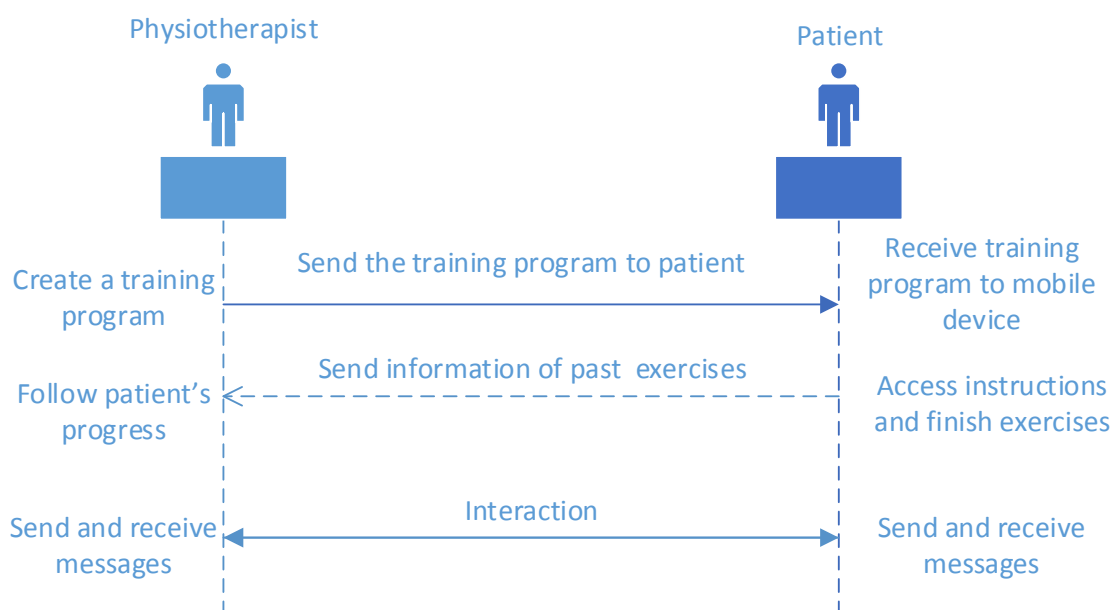 Physiotherapist
Patient
Send the training program to patient
Create a training
program
Receive training
program to mobile
device
Send information of past  exercises
Follow patient’s
progress
Access instructions
and finish exercises
Interaction
Send and receive
messages
Send and receive
messages